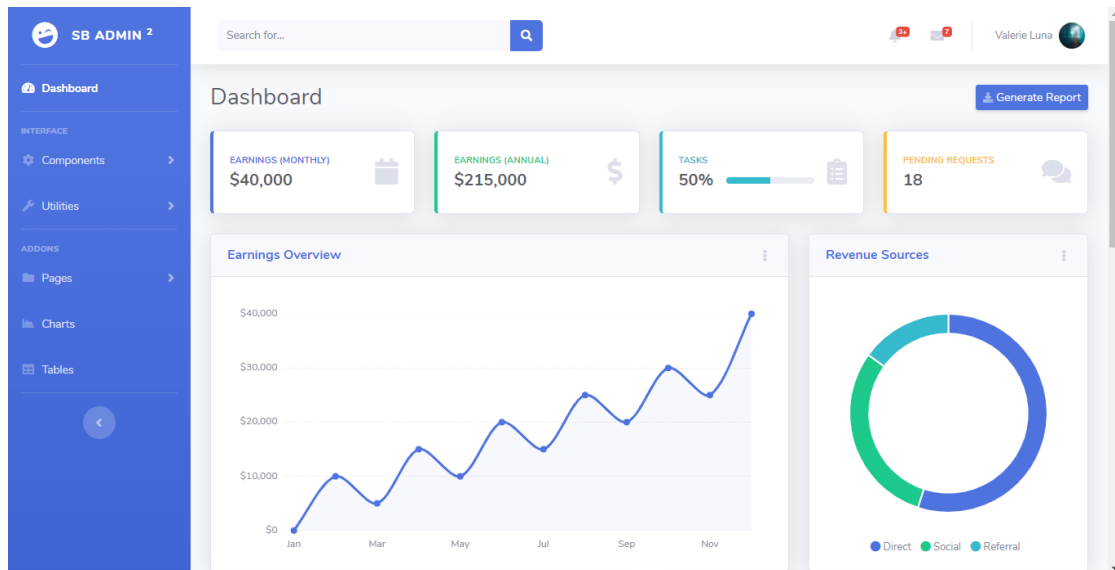 SB ADMIN 2
Search for...
3+
7
Valerie Luna
Dashboard
INTERFACE
Components
Utilities
ADDONS
Pages
Charts
Tables
Dashboard
Generate Report
EARNINGS (MONTHLY)
$40,000
EARNINGS (ANNUAL)
$215,000
TASKS
50%
PENDING REQUESTS
18
Earnings Overview
$40,000
$30,000
$20,000
$10,000
$0
Jan Mar May Jul Sep Nov
Revenue Sources
Direct Social Referral